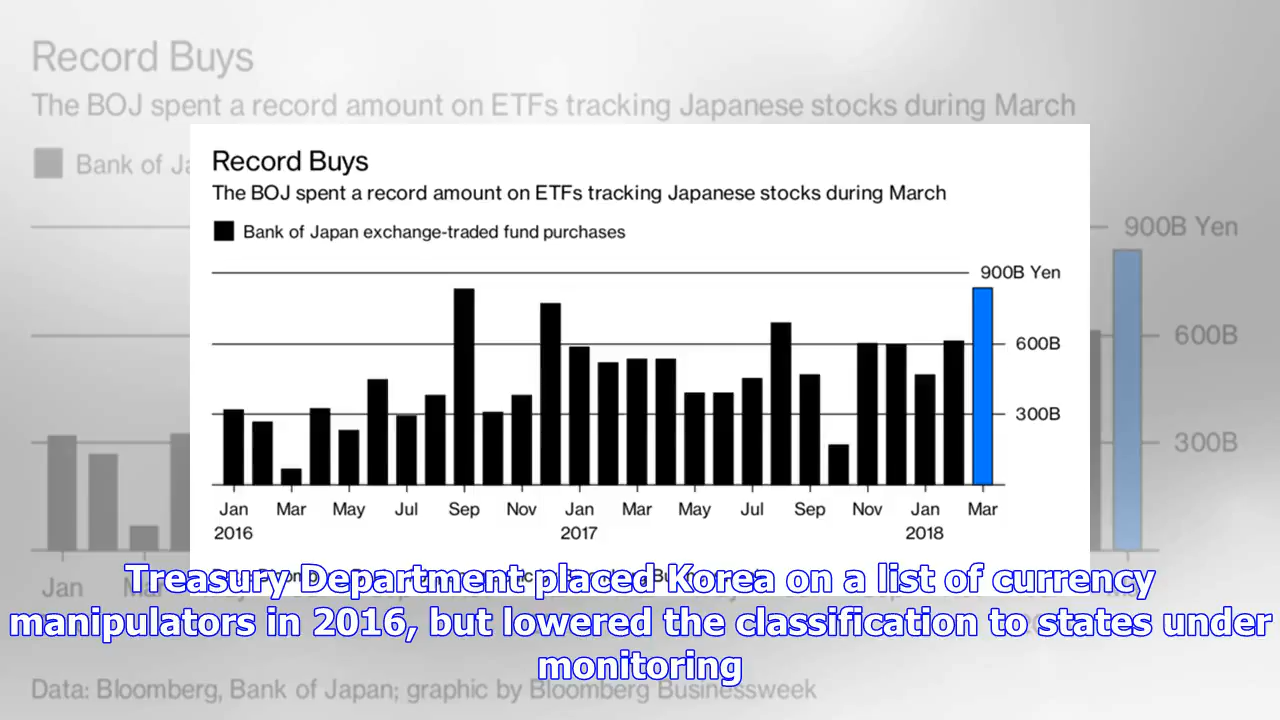 Record Buys
The BOJ spent a record amount on ETFs tracking Japanese stocks during March
Bank of Ja
900B Yen
600B
300B
Jan
Record Buys
The BOJ spent a record amount on ETFs tracking Japanese stocks during March
Bank of Japan exchange-traded fund purchases
900B Yen
600B
300B
Jan Mar May Jul Sep Nov Jan Mar May Jul Sep Nov Jan Mar
2016 2017 2018
Treasury Department placed Korea on a list of currency
manipulators in 2016, but lowered the classification to states under
monitoring
Data: Bloomberg, Bank of Japan; graphic by Bloomberg Businessweek